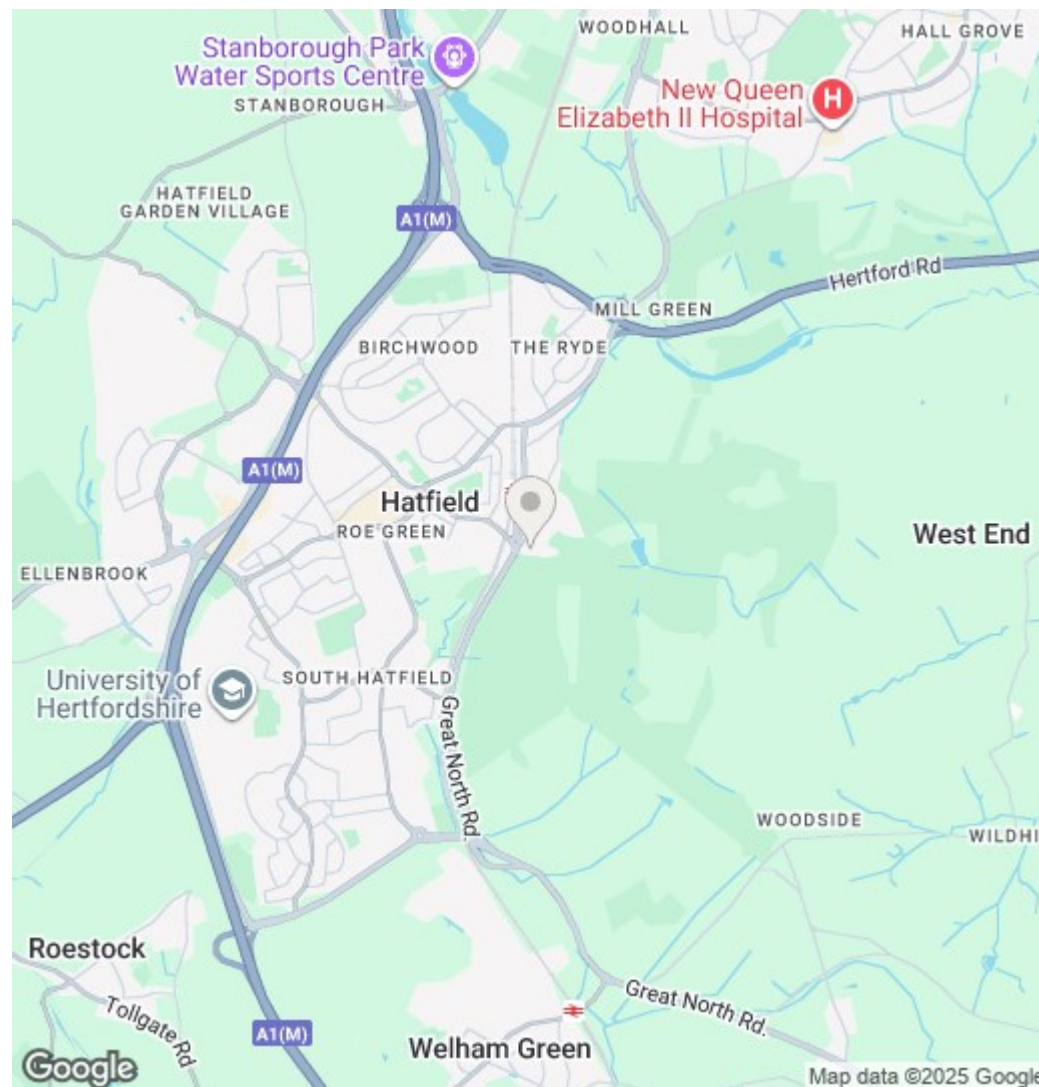 WOODHALL
HALL GROVE
Stanborough Park
Water Sports Centre
STANBOROUGH
New Queen
Elizabeth II Hospital
H
HATFIELD
GARDEN VILLAGE
A1(M)
Hertford Rd
MILL GREEN
BIRCHWOOD
THE RYDE
A1(M)
Hatfield
ROE GREEN
West End
ELLENBROOK
University of
Hertfordshire
SOUTH HATFIELD
Great North Rd.
WOODSIDE
WILDHI
Roestock
Tollgate Rd
Great North Rd.
A1(M)
Welham Green
Google
Map data ©2025 Google